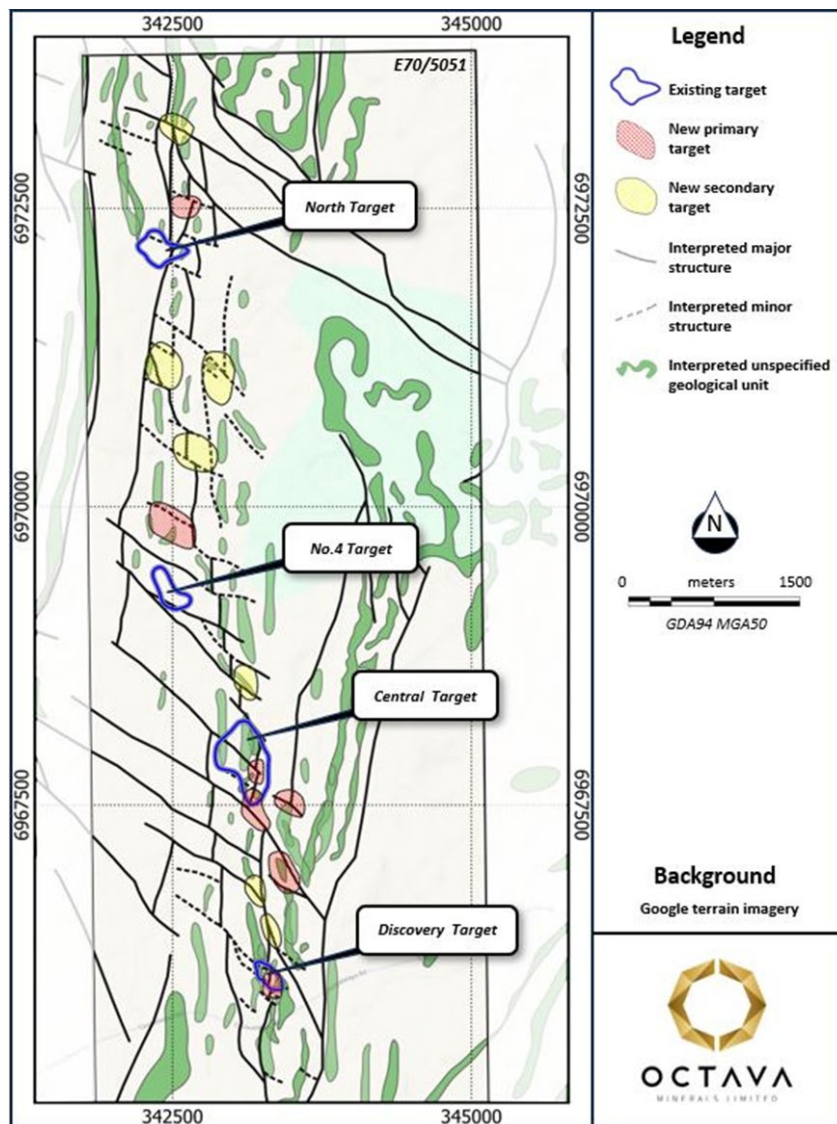 342500
345000
E70/5051
6972500
6972500
North Target
6970000
6970000
No.4 Target
Central Target
6967500
6967500
Discovery Target
342500
345000
Legend
Existing target
New primary
target
New secondary
target
Interpreted major
structure
Interpreted minor
structure
Interpreted unspecified
geological unit
N
0 meters 1500
GDA94 MGA50
Background
Google terrain imagery
OCTAVA
MINERALS LIMITED